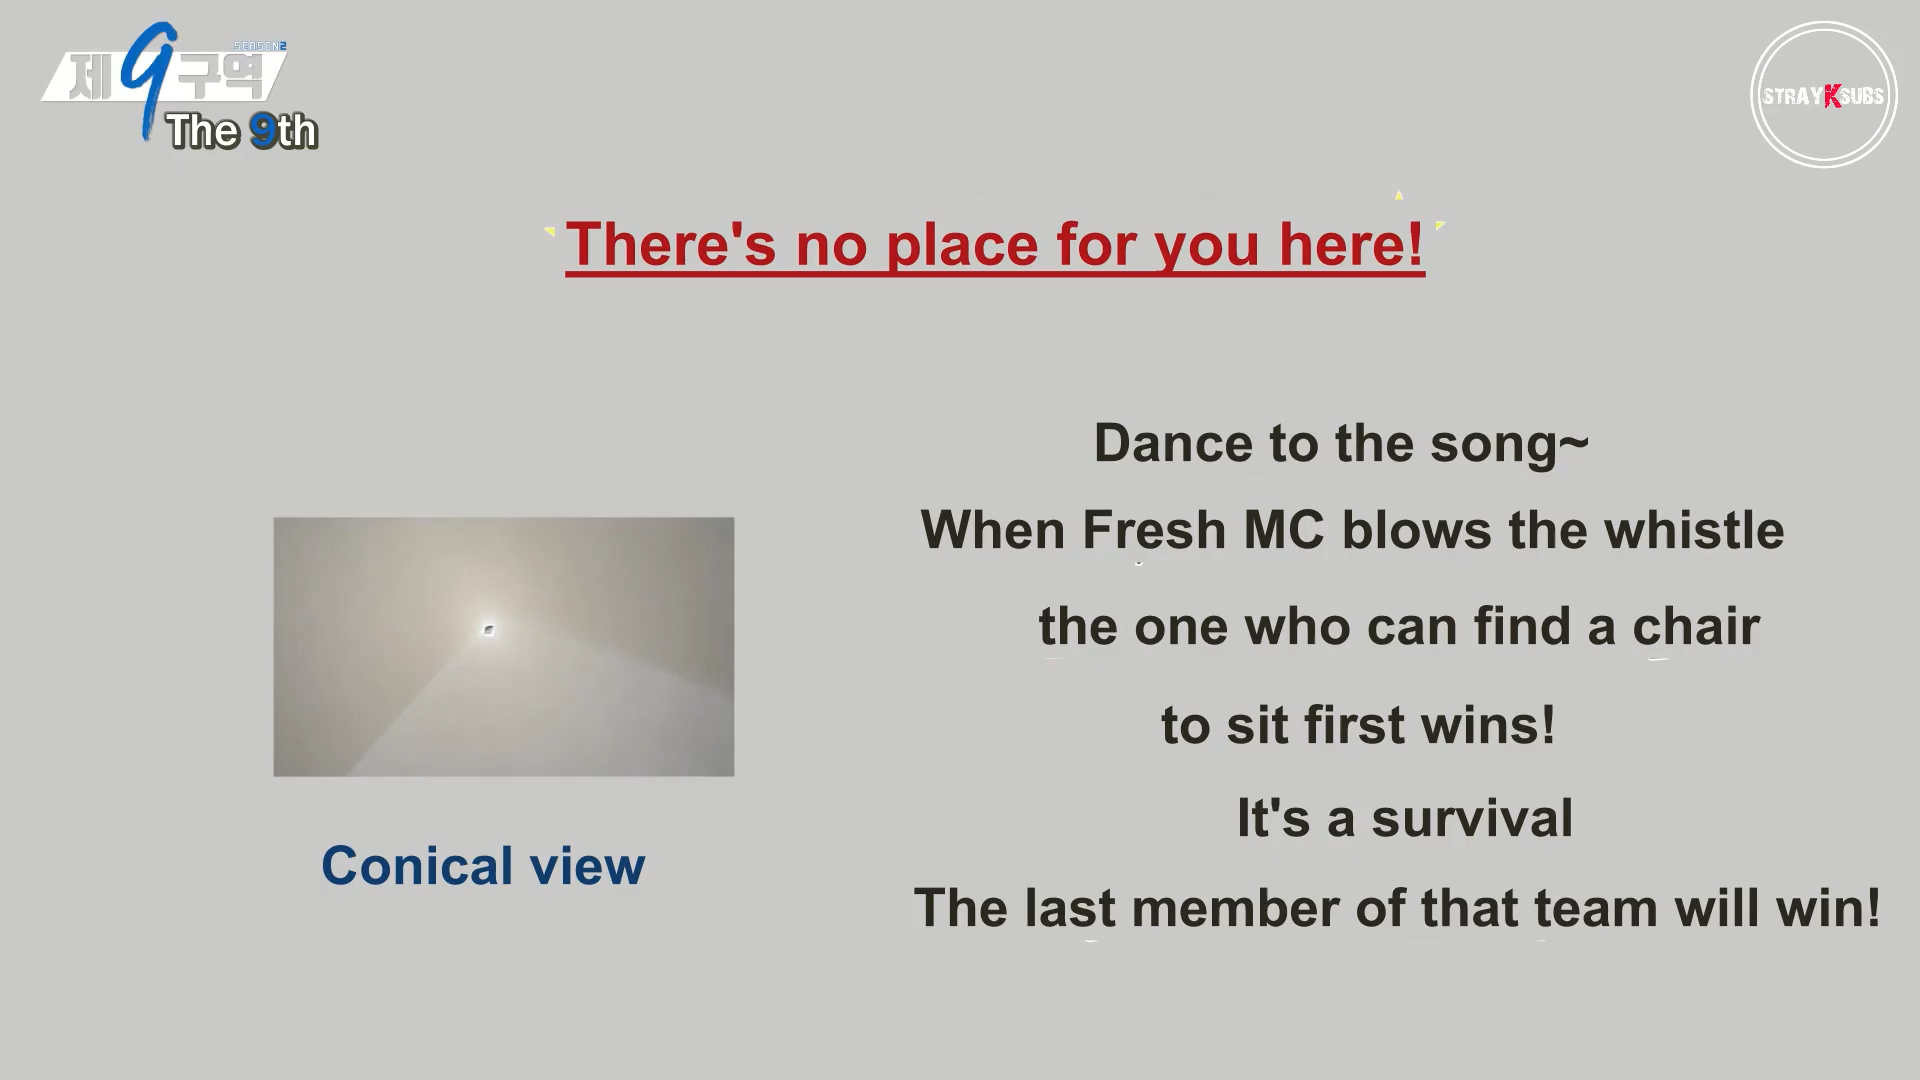 SEASON2
제9구역
The 9th
STRAYKSUBS
There's no place for you here!
Dance to the song~
When Fresh MC blows the whistle
the one who can find a chair
to sit first wins!
It's a survival
The last member of that team will win!
Conical view